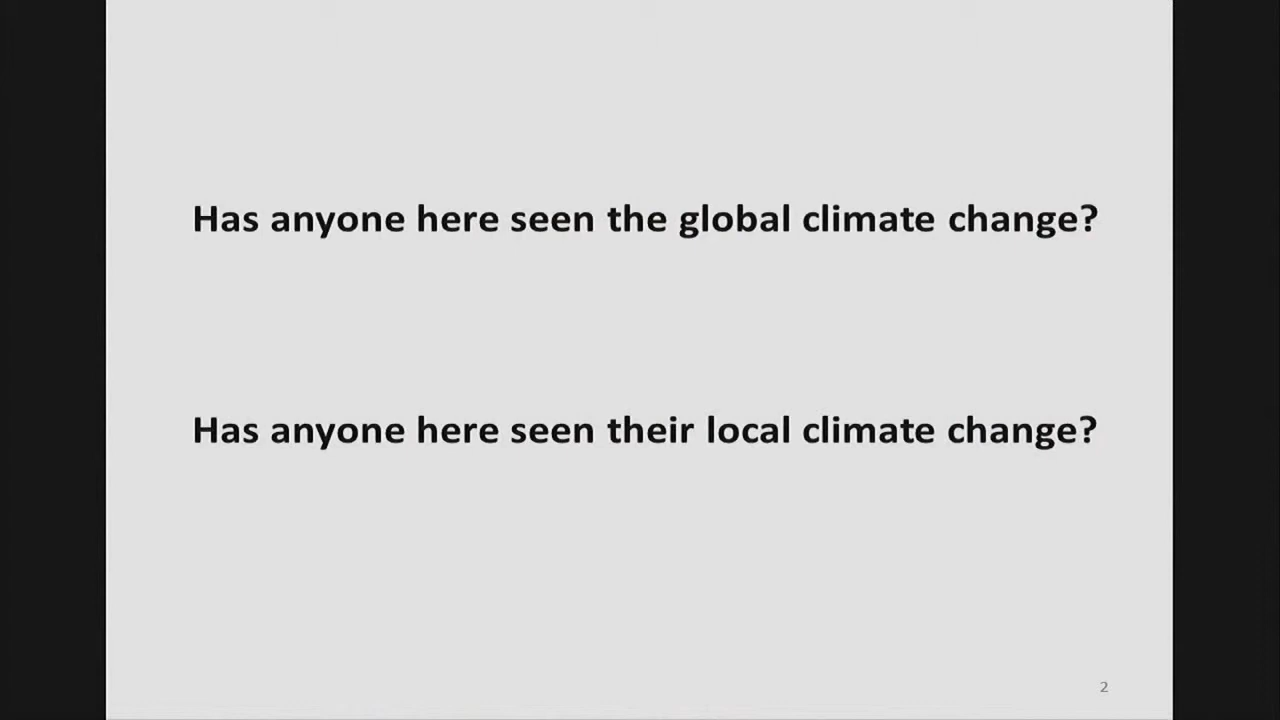 Has anyone here seen the global climate change?
Has anyone here seen their local climate change?
2